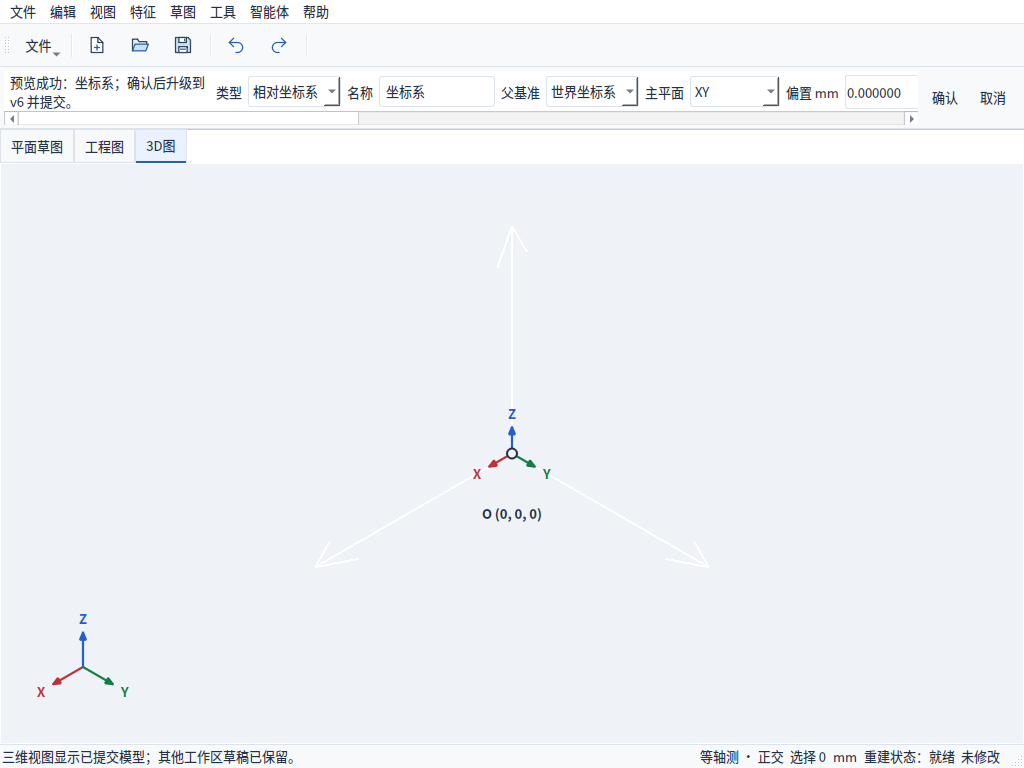 文件 编辑 视图 特征 草图 工具 智能体 帮助
文件
预览成功：坐标系；确认后升级到
v6 并提交。
类型 相对坐标系 名称 坐标系 父基准 世界坐标系 主平面 XY 偏置 mm 0.000000 确认 取消
平面草图 工程图 3D图
Z
X Y
O (0, 0, 0)
Z
X Y
三维视图显示已提交模型；其他工作区草稿已保留。 等轴测 · 正交 选择 0 mm 重建状态：就绪 未修改